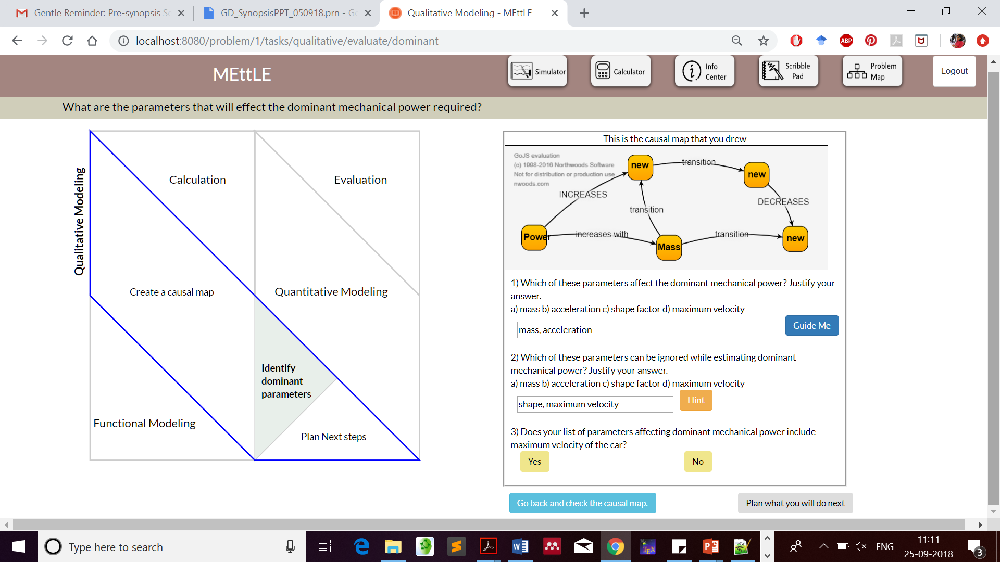 Gentle Reminder: Pre-synopsis Se
GD_SynopsisPPT_050918.prn - Go
Qualitative Modeling - MEttLE
localhost:8080/problem/1/tasks/qualitative/evaluate/dominant
ABP
MEttLE
Simulator
Calculator
Info
Center
Scribble
Pad
Problem
Map
Logout
What are the parameters that will effect the dominant mechanical power required?
Qualitative Modeling
Calculation
Evaluation
Create a causal map
Quantitative Modeling
Identify
dominant
parameters
Functional Modeling
Plan Next steps
This is the causal map that you drew
GoJS evaluation
(c) 1998-2016 Northwoods Software
Not for distribution or production use
nwoods.com
new
transition
new
INCREASES
DECREASES
transition
Power
increases with
Mass
transition
new
1) Which of these parameters affect the dominant mechanical power? Justify your
answer.
a) mass b) acceleration c) shape factor d) maximum velocity
mass, acceleration
Guide Me
2) Which of these parameters can be ignored while estimating dominant
mechanical power? Justify your answer.
a) mass b) acceleration c) shape factor d) maximum velocity
shape, maximum velocity
Hint
3) Does your list of parameters affecting dominant mechanical power include
maximum velocity of the car?
Yes
No
Go back and check the causal map.
Plan what you will do next
Type here to search
ENG
11:11
25-09-2018
3